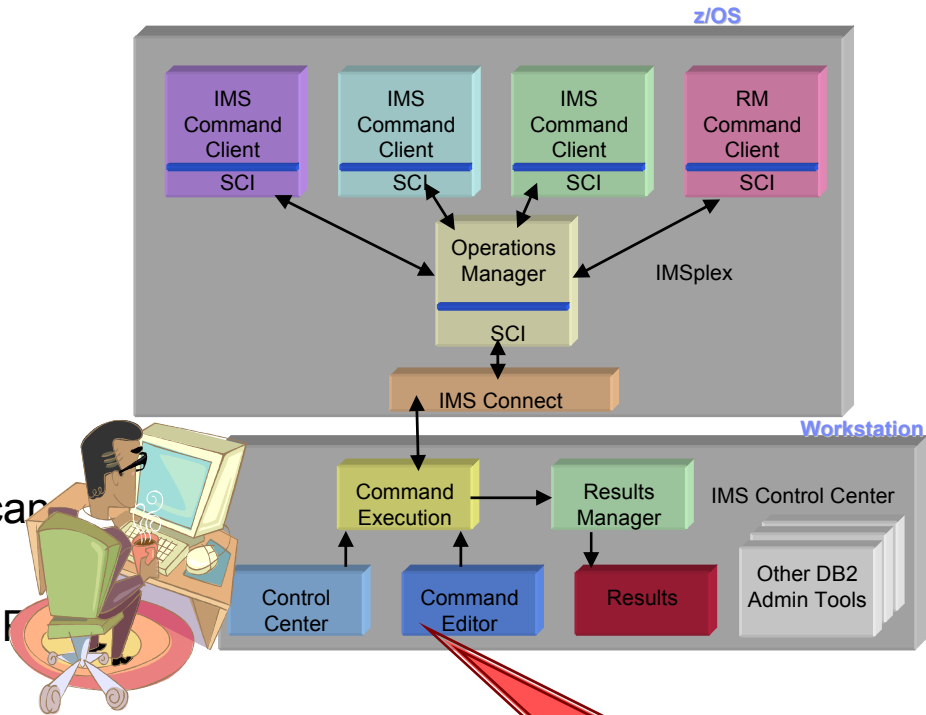 z/OS
IMS
Command
Client
SCI
IMS
Command
Client
SCI
IMS
Command
Client
SCI
RM
Command
Client
SCI
Operations
Manager
SCI
IMSplex
IMS Connect
Workstation
Command
Execution
Results
Manager
IMS Control Center
can
Control
Center
Command
Editor
Results
Other DB2
Admin Tools